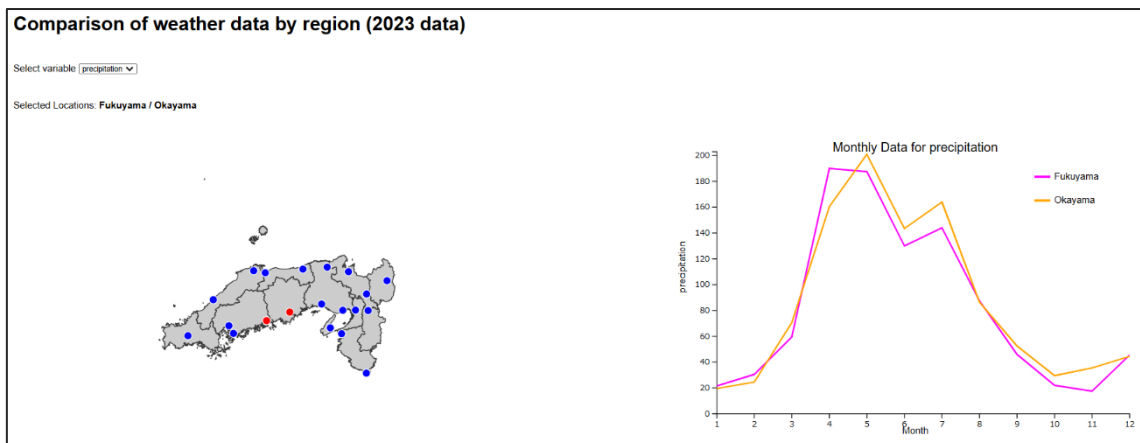 Comparison of weather data by region (2023 data)
Select variable precipitation
Selected Locations: Fukuyama / Okayama
Monthly Data for precipitation
200
180
160
140
120
100
80
60
40
20
0
precipitation
Fukuyama
Okayama
1 2 3 4 5 6 7 8 9 10 11 12
Month